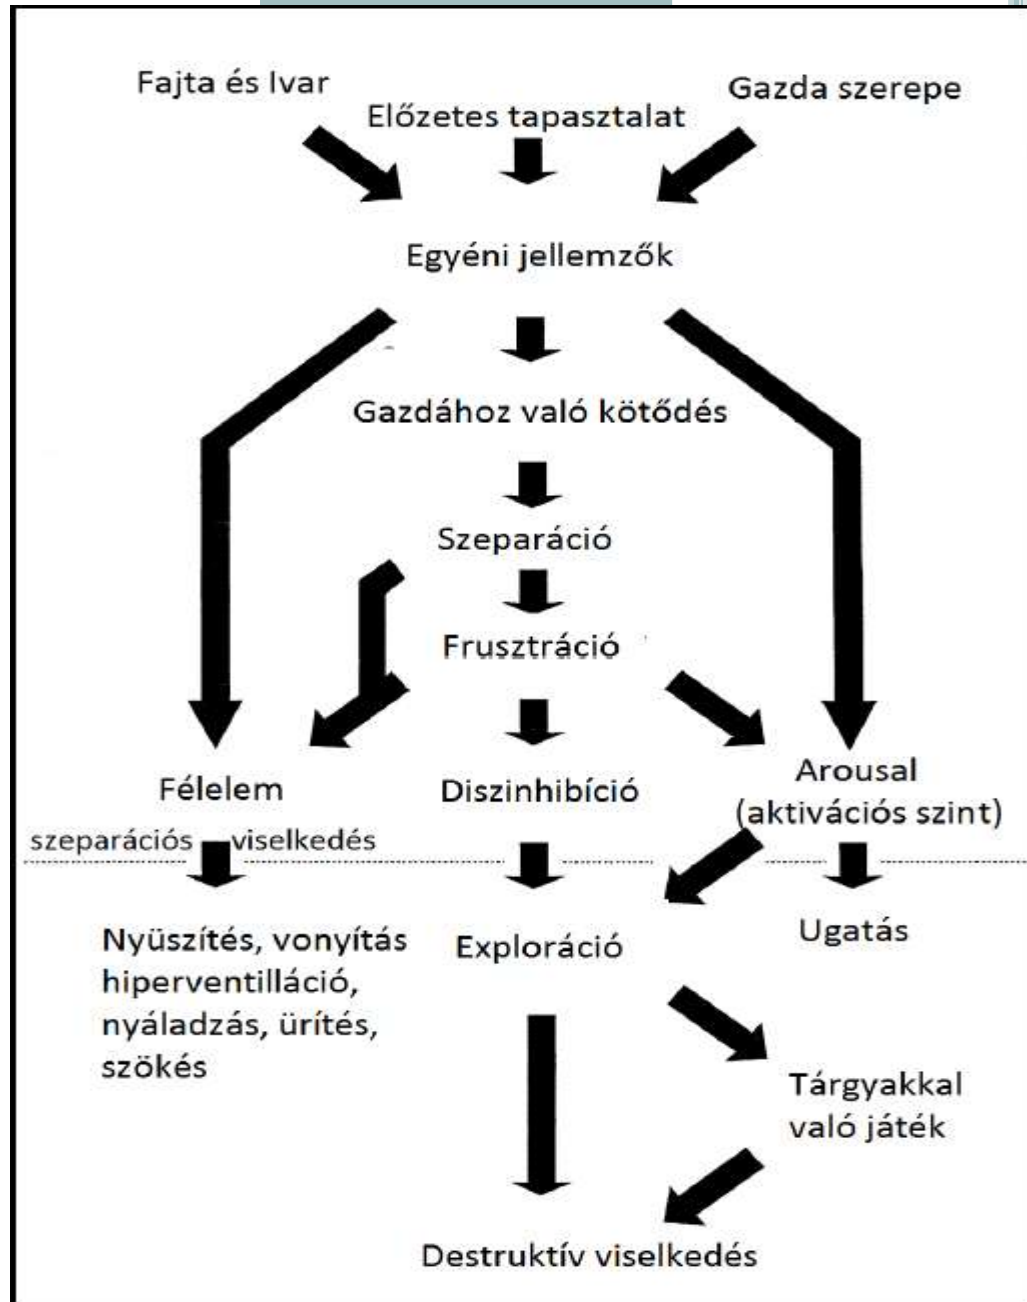 Fajta és Ivar
Előzetes tapasztalat
Gazda szerepe
Egyéni jellemzők
Gazdához való kötődés
Szeparáció
Frusztráció
Félelem
Diszinhibíció
Arousal
(aktivációs szint)
szeparációs viselkedés
Nyüszítés, vonyítás
hiperventilláció,
nyáladzás, ürítés,
szökés
Exploráció
Ugatás
Tárgyakkal
való játék
Destruktív viselkedés